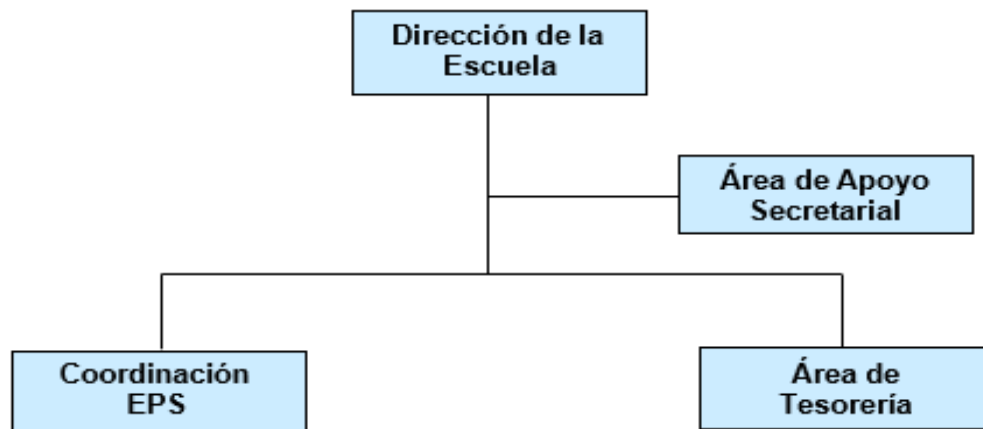 Dirección de la
Escuela
Área de Apoyo
Secretarial
Coordinación
EPS
Área de
Tesorería